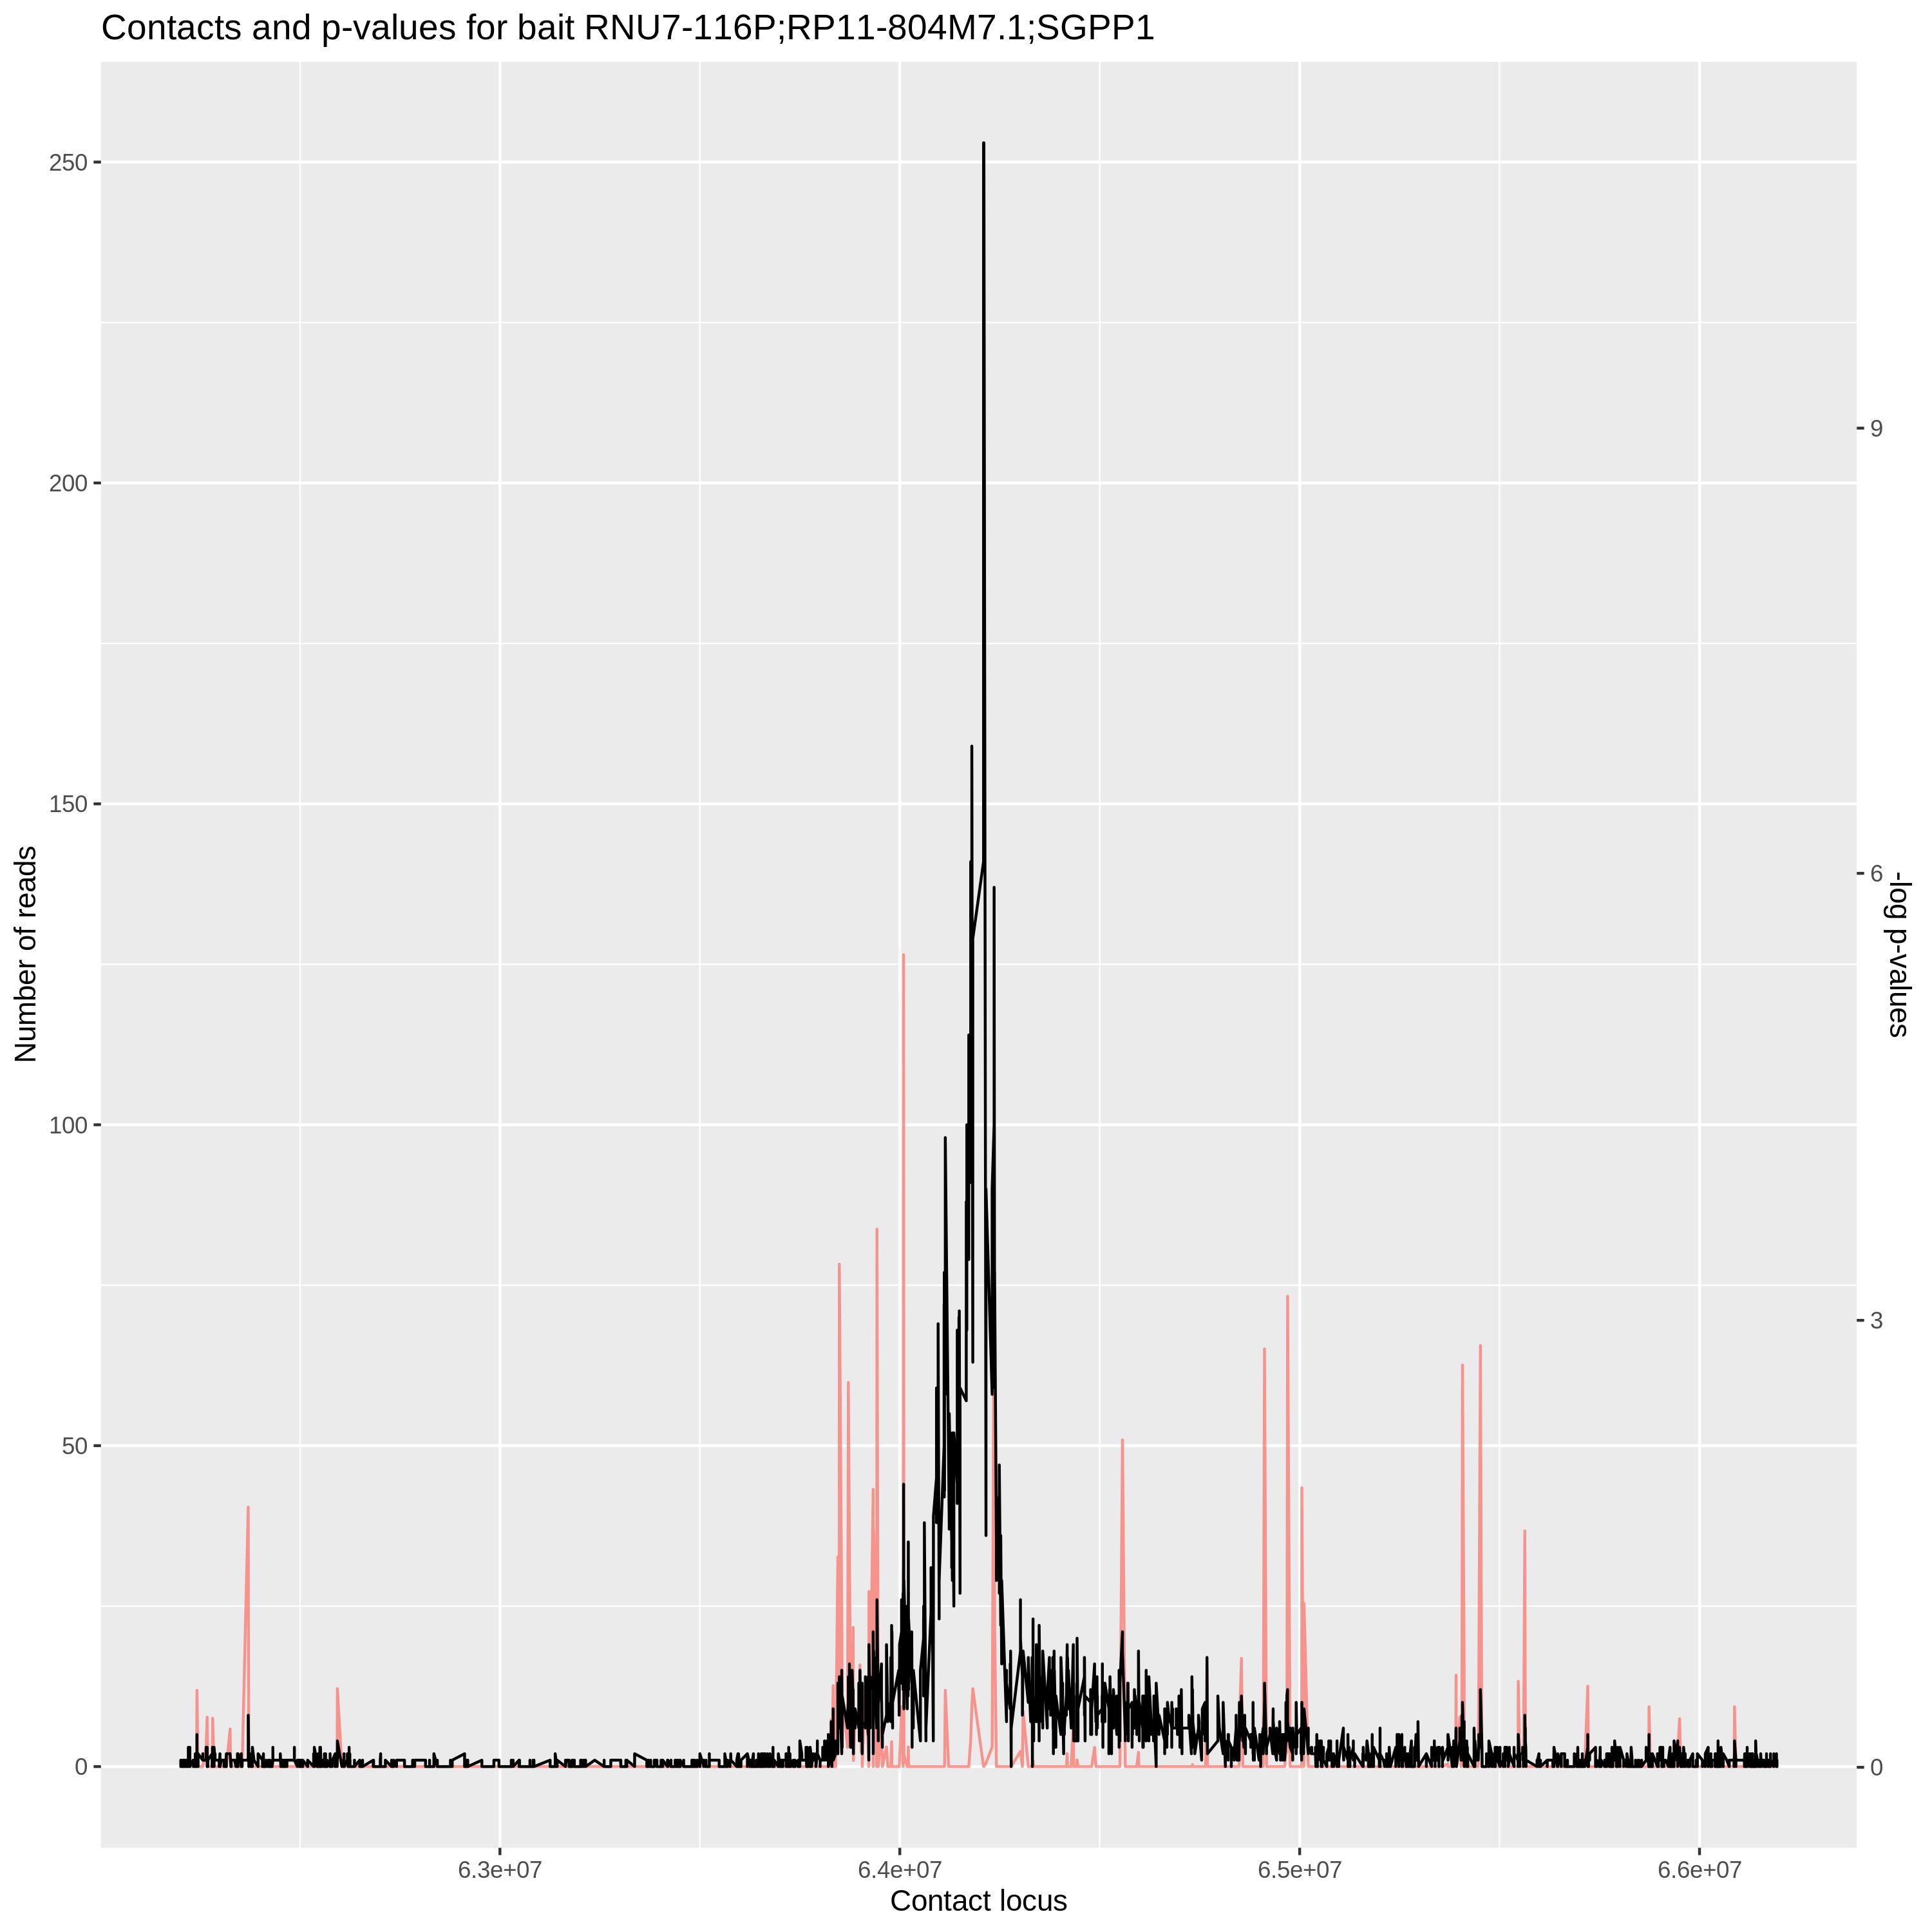 Contacts and p-values for bait RNU7-116P;RP11-804M7.1;SGPP1
Number of reads
250
200
150
100
50
0
9
6
3
0
-log p-values
6.3e+07
6.4e+07
6.5e+07
6.6e+07
Contact locus